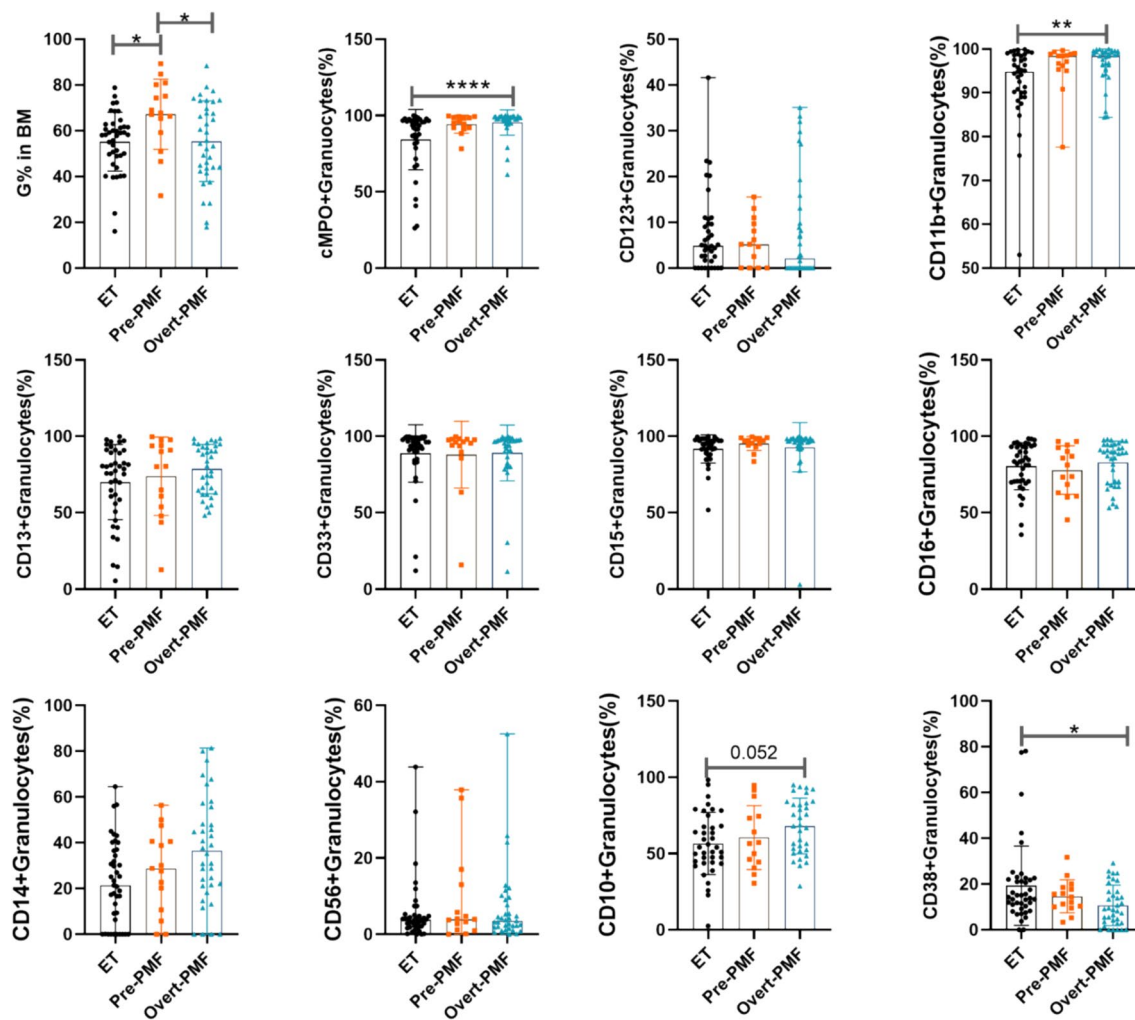 G% in BM
100
80
60
40
20
0
*
*
ET
Pre-PMF
Overt-PMF
cMPO+Granuocytes(%)
150
100
50
0
****
ET
Pre-PMF
Overt-PMF
CD123+Granulocytes(%)
50
40
30
20
10
0
ET
Pre-PMF
Overt-PMF
CD11b+Granulocytes(%)
100
90
80
70
60
50
**
ET
Pre-PMF
Overt-PMF
CD13+Granulocytes(%)
150
100
50
0
ET
Pre-PMF
Overt-PMF
CD33+Granulocytes(%)
150
100
50
0
ET
Pre-PMF
Overt-PMF
CD15+Granulocytes(%)
150
100
50
0
ET
Pre-PMF
Overt-PMF
CD16+Granulocytes(%)
150
100
50
0
ET
Pre-PMF
Overt-PMF
CD14+Granulocytes(%)
100
80
60
40
20
0
ET
Pre-PMF
Overt-PMF
CD56+Granulocytes(%)
60
40
20
0
ET
Pre-PMF
Overt-PMF
CD10+Granulocytes(%)
150
100
50
0
0.052
ET
Pre-PMF
Overt-PMF
CD38+Granulocytes(%)
100
80
60
40
20
0
*
ET
Pre-PMF
Overt-PMF